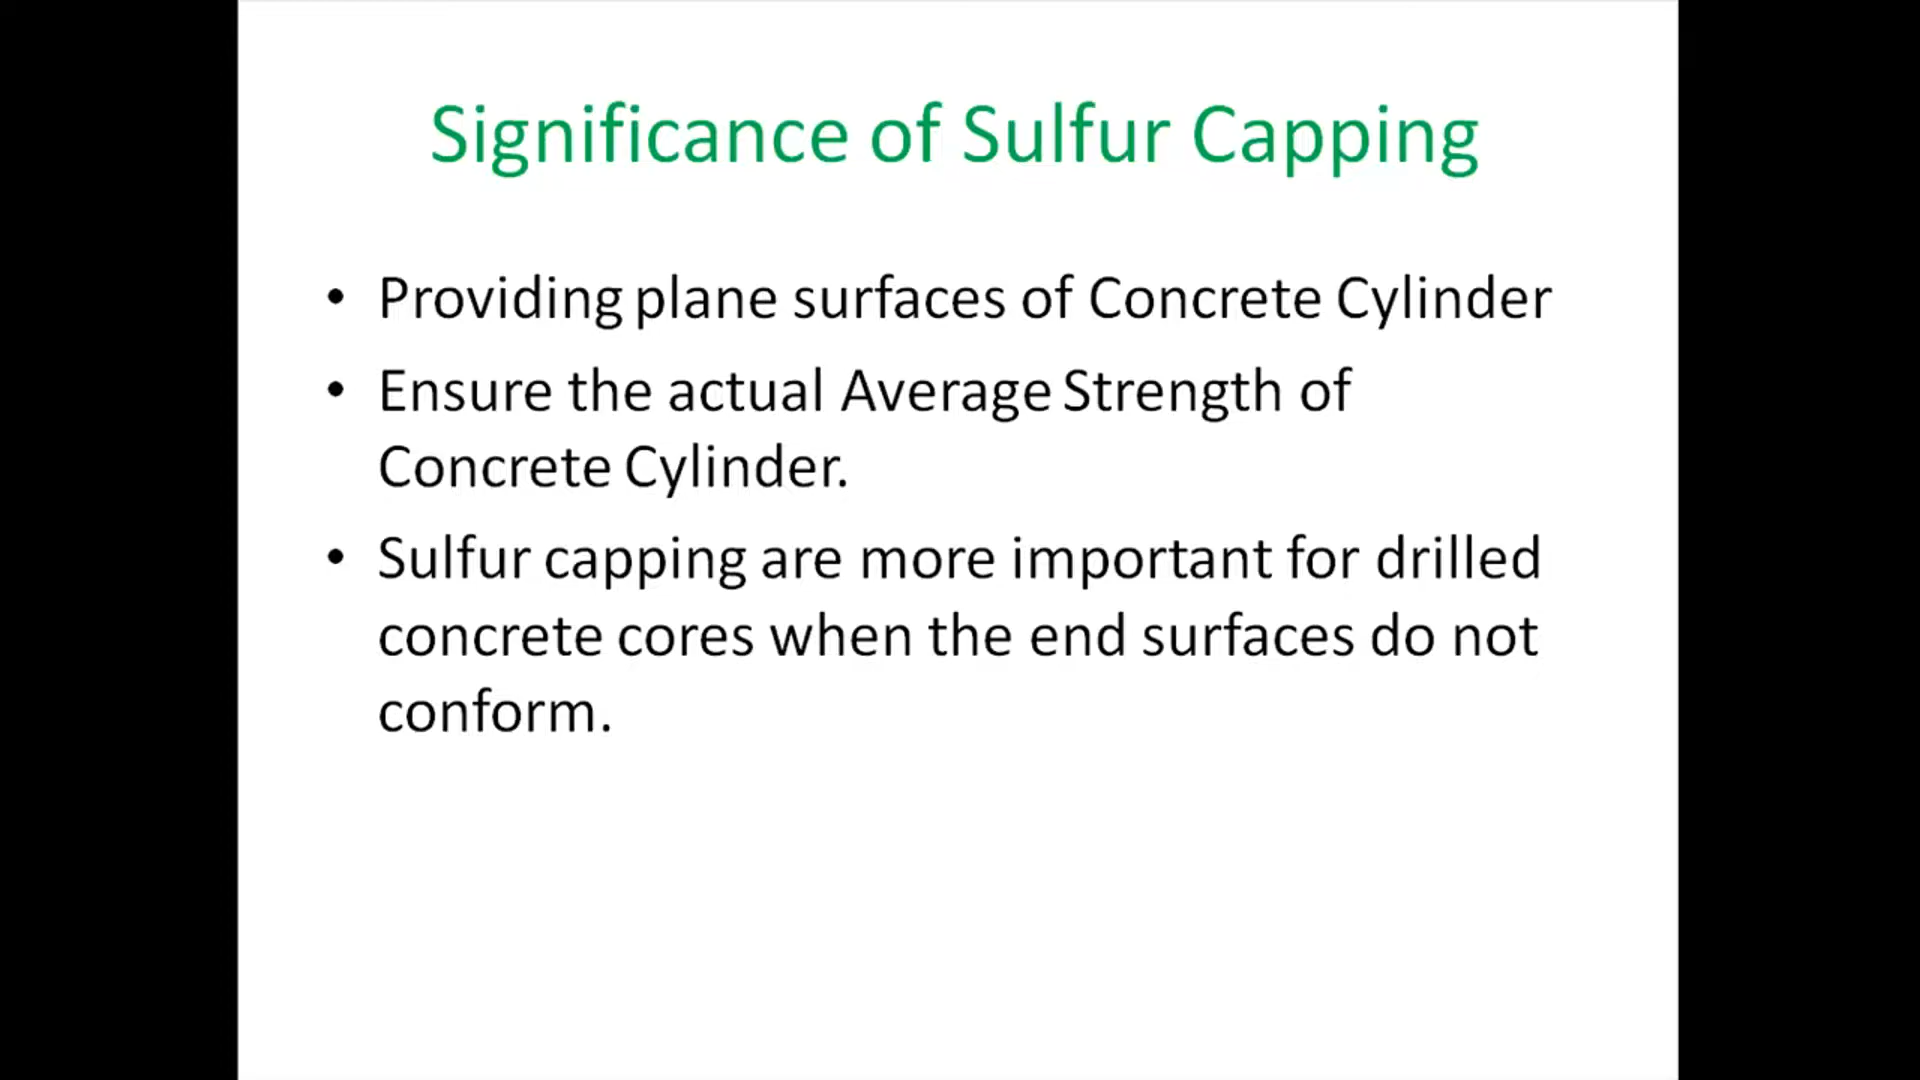 Significance of Sulfur Capping
• Providing plane surfaces of Concrete Cylinder
• Ensure the actual Average Strength of
Concrete Cylinder.
• Sulfur capping are more important for drilled
concrete cores when the end surfaces do not
conform.